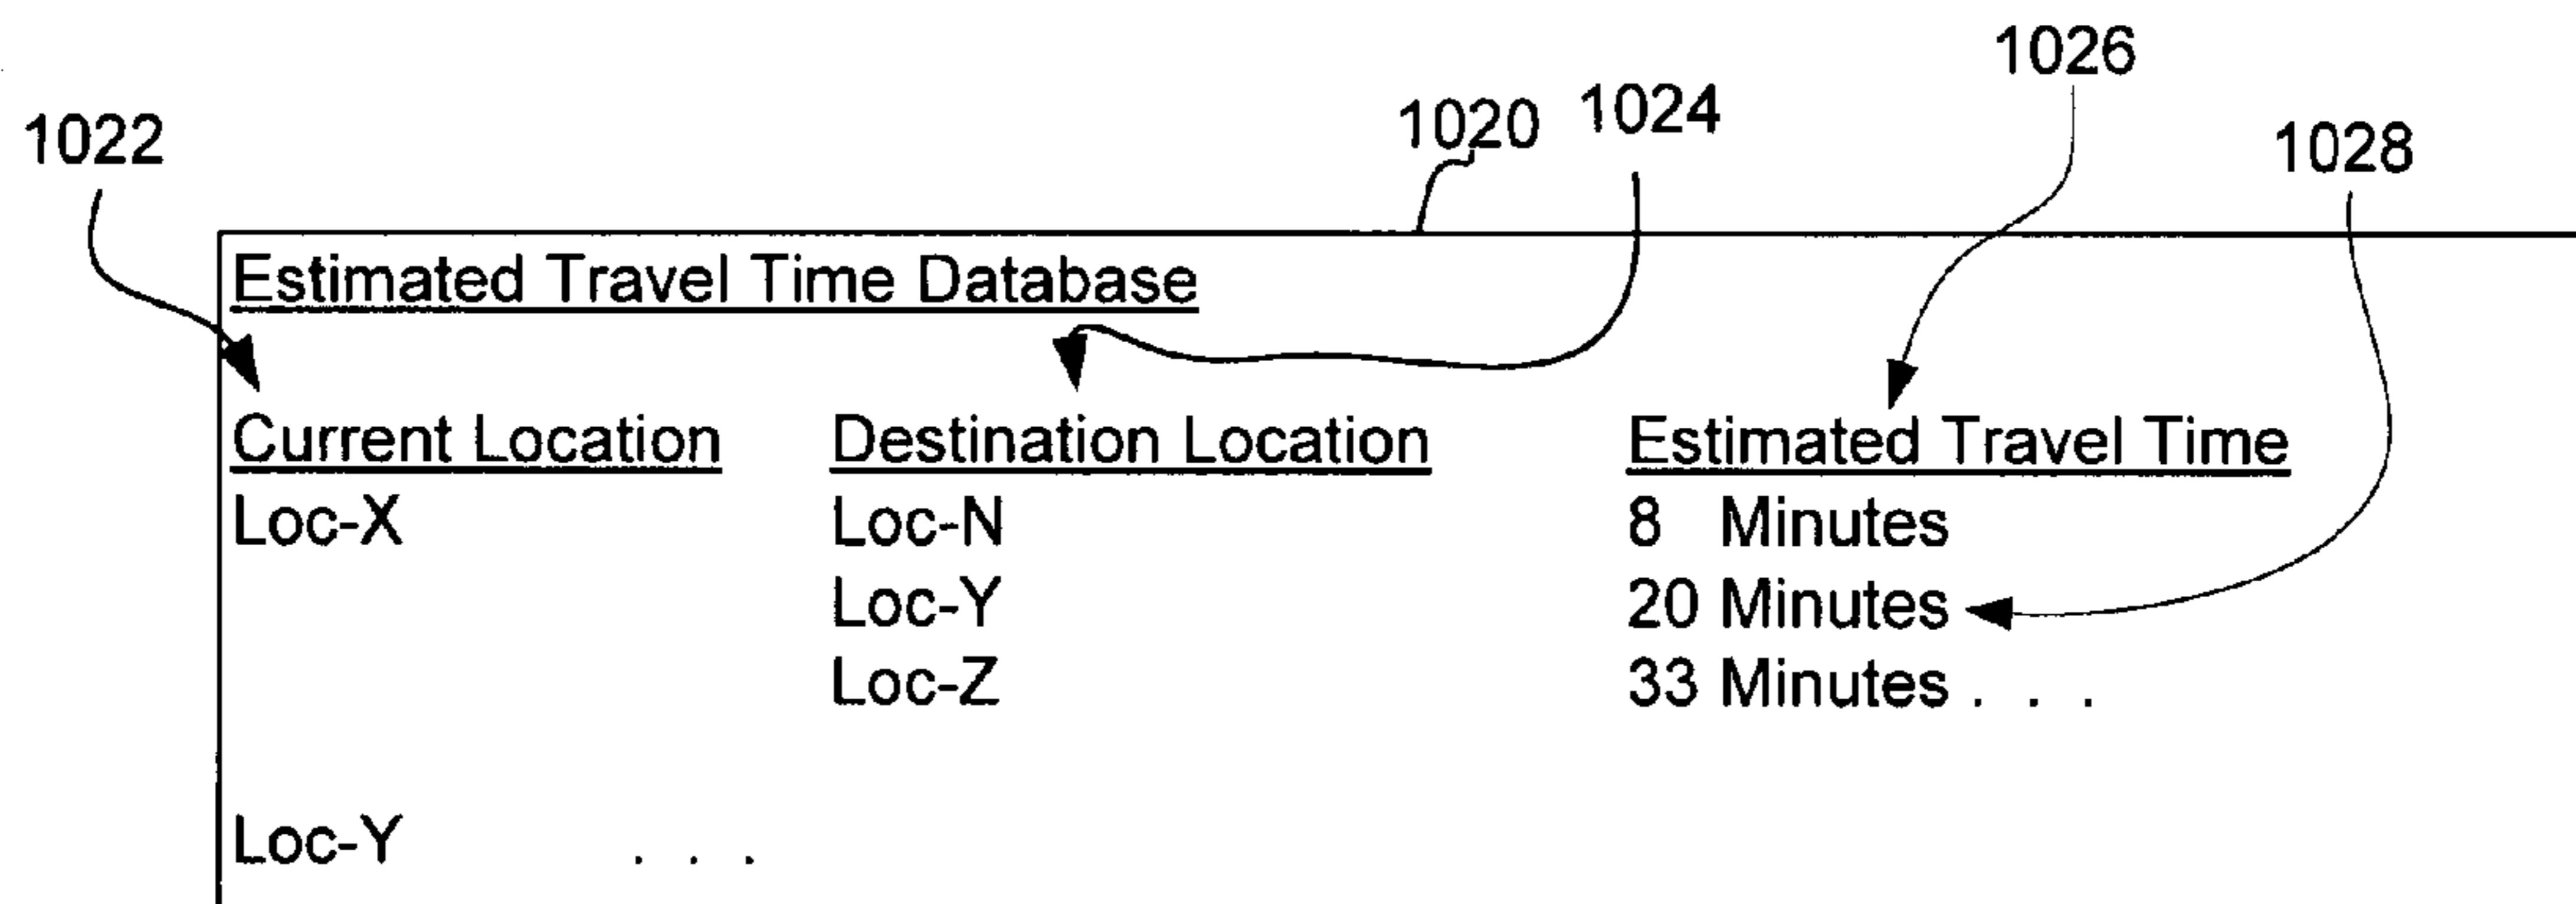 1026
1020 1024
1022 1028
Estimated Travel Time Database
Current Location Destination Location Estimated Travel Time
Loc-X Loc-N 8 Minutes
Loc-Y 20 Minutes
Loc-Z 33 Minutes . . .
Loc-Y . . .